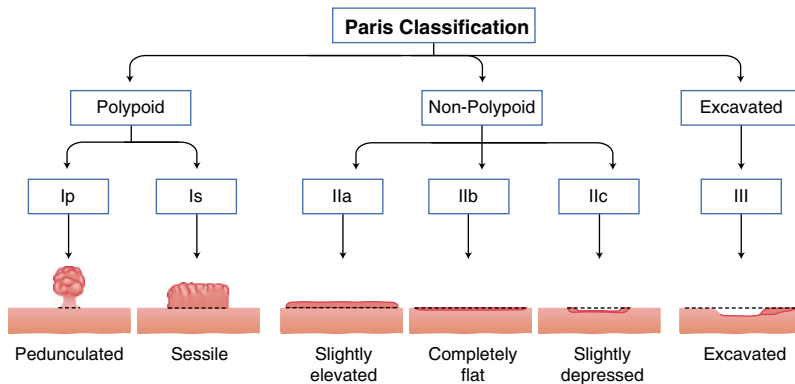 Paris Classification
Polypoid
Non-Polypoid
Excavated
Ip
Is
IIa
IIb
IIc
III
Pedunculated
Sessile
Slightly
elevated
Completely
flat
Slightly
depressed
Excavated